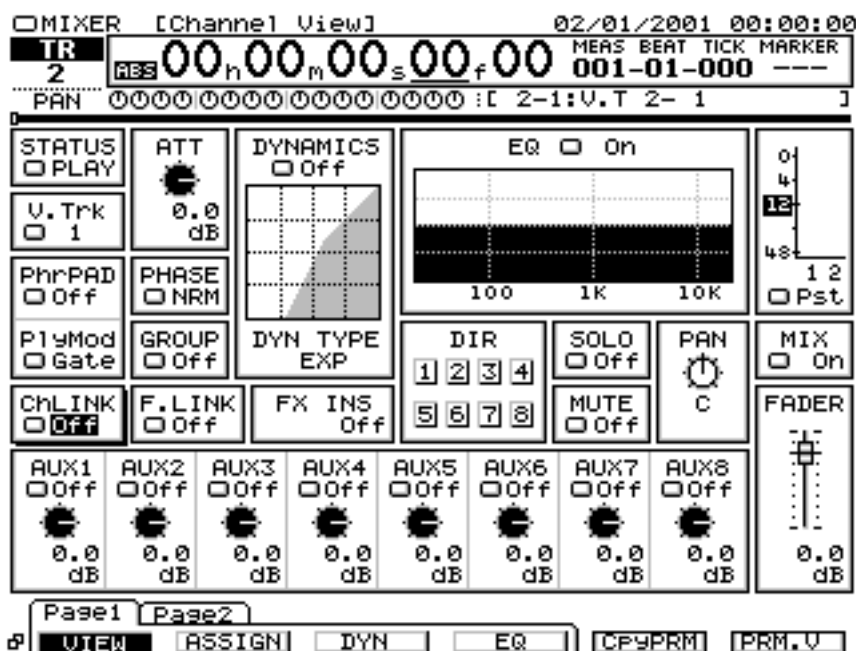 MIXER [Channel View] 02/01/2001 00:00:00
TR 2
ABS 00h00m00s00f00
MEAS BEAT TICK MARKER
001-01-000 ---
PAN :[ 2-1:V.T 2- 1 ]
STATUS
PLAY
ATT
0.0
dB
DYNAMICS
Off
EQ On
100 1K 10K
0
4
12
48
1 2
Pst
V.Trk
1
PhrPAD
Off
PHASE
NRM
PlyMod
Gate
GROUP
Off
DYN TYPE
EXP
DIR
1 2 3 4
5 6 7 8
SOLO
Off
PAN
C
MIX
On
ChLINK
Off
F.LINK
Off
FX INS
Off
MUTE
Off
FADER
0.0
dB
AUX1 AUX2 AUX3 AUX4 AUX5 AUX6 AUX7 AUX8
Off Off Off Off Off Off Off Off
0.0 0.0 0.0 0.0 0.0 0.0 0.0 0.0
dB dB dB dB dB dB dB dB
Page1 Page2
VIEW ASSIGN DYN EQ CpyPRM PRM.V